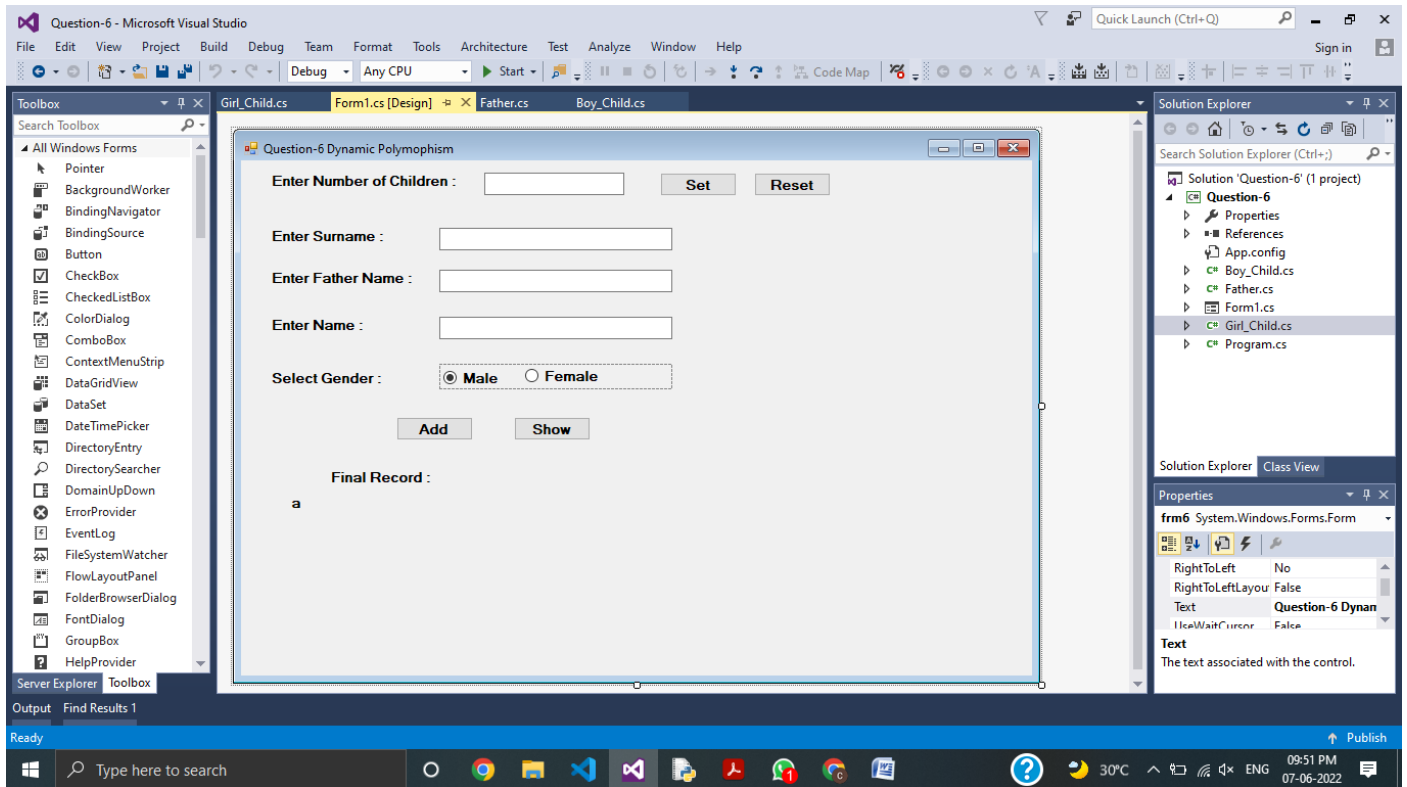 Question-6 - Microsoft Visual Studio
Quick Launch (Ctrl+Q)
File Edit View Project Build Debug Team Format Tools Architecture Test Analyze Window Help
Sign in
Debug Any CPU Start Code Map
Toolbox
Search Toolbox
All Windows Forms
Pointer
BackgroundWorker
BindingNavigator
BindingSource
Button
CheckBox
CheckedListBox
ColorDialog
ComboBox
ContextMenuStrip
DataGridView
DataSet
DateTimePicker
DirectoryEntry
DirectorySearcher
DomainUpDown
ErrorProvider
EventLog
FileSystemWatcher
FlowLayoutPanel
FolderBrowserDialog
FontDialog
GroupBox
HelpProvider
Server Explorer Toolbox
Girl_Child.cs Form1.cs [Design] Father.cs Boy_Child.cs
Question-6 Dynamic Polymophism
Enter Number of Children : Set Reset
Enter Surname :
Enter Father Name :
Enter Name :
Select Gender : Male Female
Add Show
Final Record :
a
Solution Explorer
Search Solution Explorer (Ctrl+;)
Solution 'Question-6' (1 project)
Question-6
Properties
References
App.config
Boy_Child.cs
Father.cs
Form1.cs
Girl_Child.cs
Program.cs
Solution Explorer Class View
Properties
frm6 System.Windows.Forms.Form
RightToLeft No
RightToLeftLayou False
Text Question-6 Dynan
UseWaitCursor False
Text
The text associated with the control.
Output Find Results 1
Ready
Publish
Type here to search
30°C ENG 09:51 PM
07-06-2022